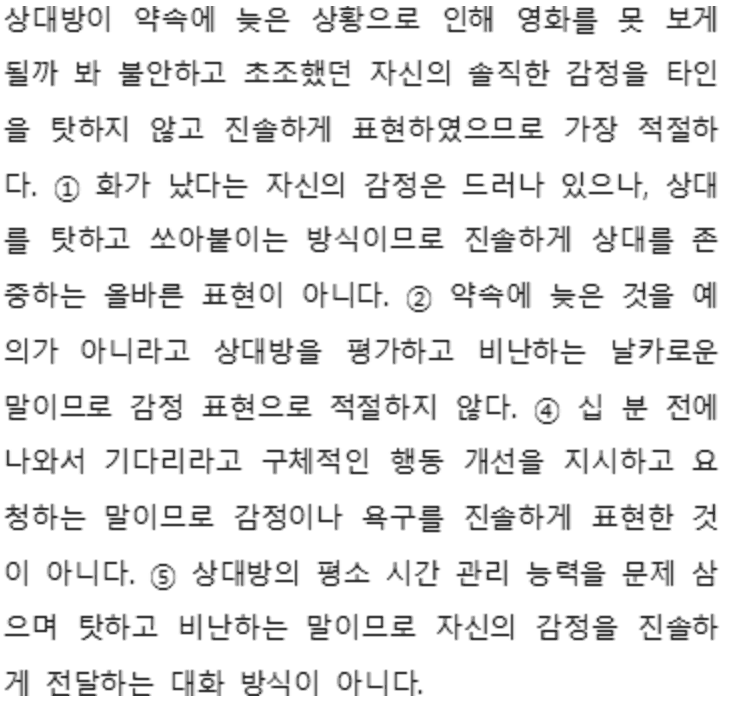 상대방이 약속에 늦은 상황으로 인해 영화를 못 보게
될까 봐 불안하고 초조했던 자신의 솔직한 감정을 타인
을 탓하지 않고 진솔하게 표현하였으므로 가장 적절하
다. ① 화가 났다는 자신의 감정은 드러나 있으나, 상대
를 탓하고 쏘아붙이는 방식이므로 진솔하게 상대를 존
중하는 올바른 표현이 아니다. ② 약속에 늦은 것을 예
의가 아니라고 상대방을 평가하고 비난하는 날카로운
말이므로 감정 표현으로 적절하지 않다. ④ 십 분 전에
나와서 기다리라고 구체적인 행동 개선을 지시하고 요
청하는 말이므로 감정이나 욕구를 진솔하게 표현한 것
이 아니다. ⑤ 상대방의 평소 시간 관리 능력을 문제 삼
으며 탓하고 비난하는 말이므로 자신의 감정을 진솔하
게 전달하는 대화 방식이 아니다.